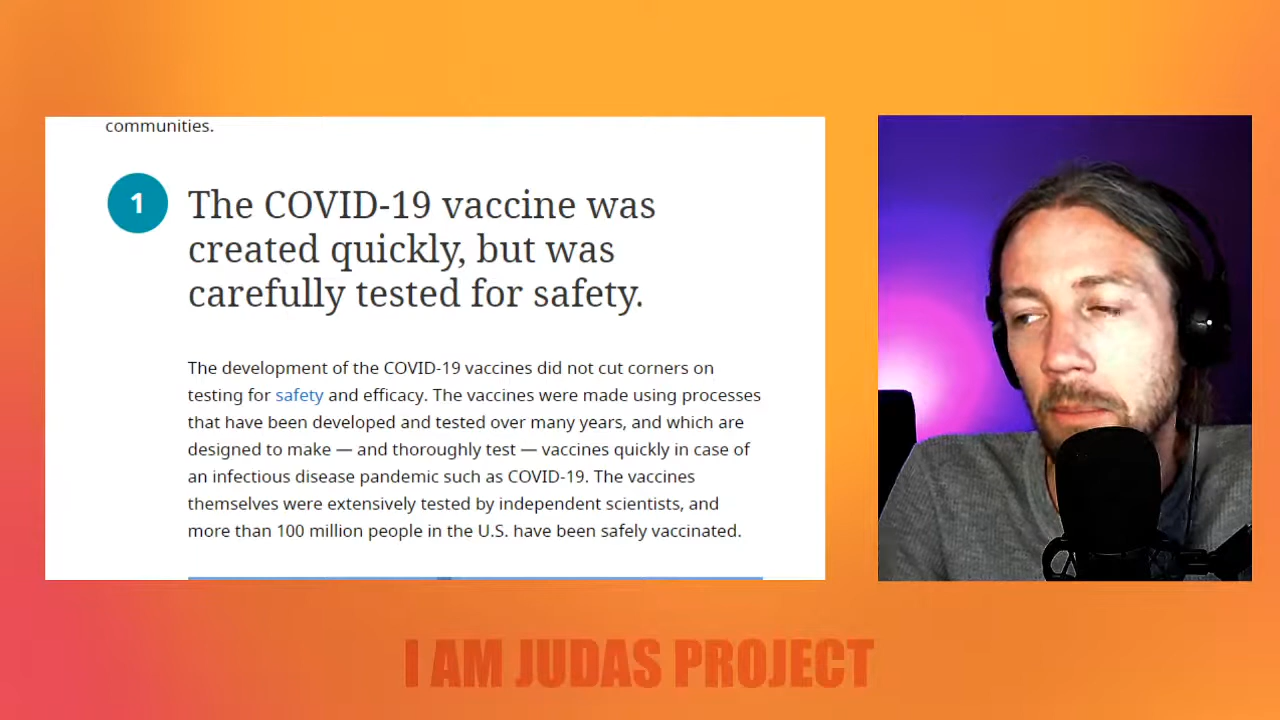 communities.
1
The COVID-19 vaccine was
created quickly, but was
carefully tested for safety.
The development of the COVID-19 vaccines did not cut corners on
testing for safety and efficacy. The vaccines were made using processes
that have been developed and tested over many years, and which are
designed to make — and thoroughly test — vaccines quickly in case of
an infectious disease pandemic such as COVID-19. The vaccines
themselves were extensively tested by independent scientists, and
more than 100 million people in the U.S. have been safely vaccinated.
I AM JUDAS PROJECT